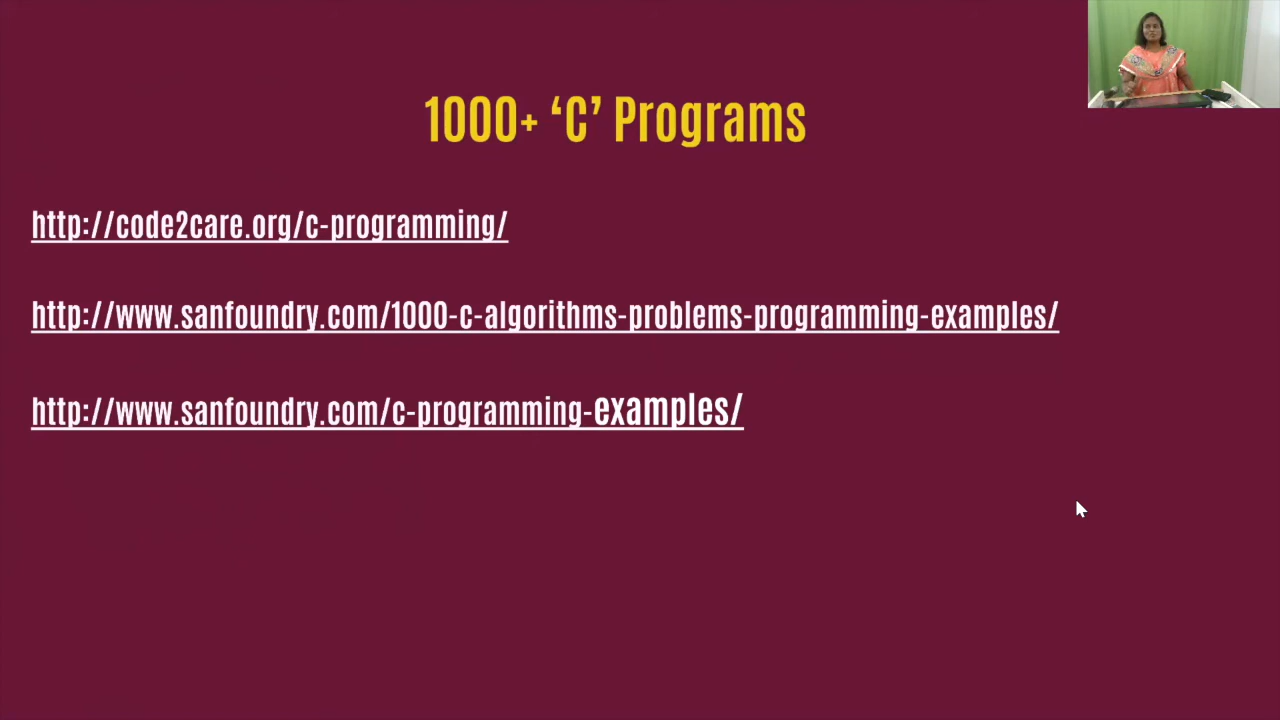 1000+ ‘C’ Programs
http://code2care.org/c-programming/
http://www.sanfoundry.com/1000-c-algorithms-problems-programming-examples/
http://www.sanfoundry.com/c-programming-examples/